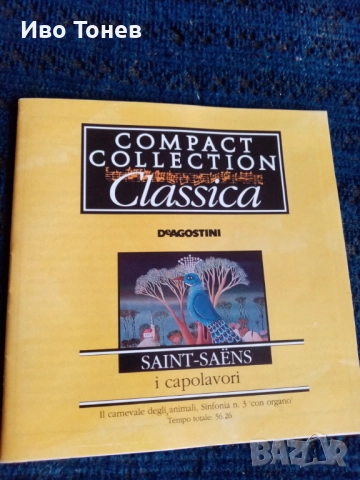 Иво Тонев
COMPACT
COLLECTION
Classica
DEAGOSTINI
SAINT-SAËNS
i capolavori
Il carnevale degli animali, Sinfonia n. 3 'con organo'
Tempo totale: 56.26
BAZAR